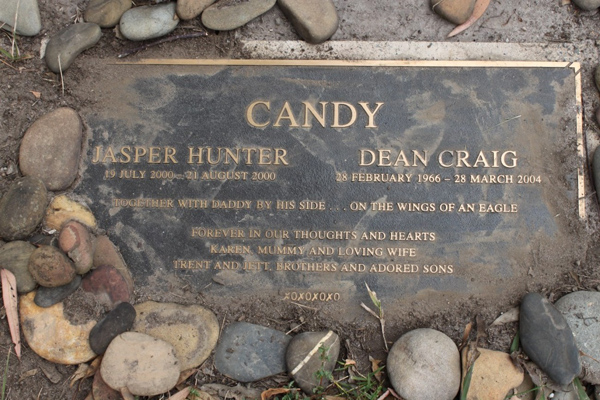 CANDY
JASPER HUNTER DEAN CRAIG
19 JULY 2000 – 21 AUGUST 2000 28 FEBRUARY 1966 – 28 MARCH 2004
TOGETHER WITH DADDY BY HIS SIDE . . . ON THE WINGS OF AN EAGLE
FOREVER IN OUR THOUGHTS AND HEARTS
KAREN, MUMMY AND LOVING WIFE
TRENT AND JETT, BROTHERS AND ADORED SONS
XOXOXOXO